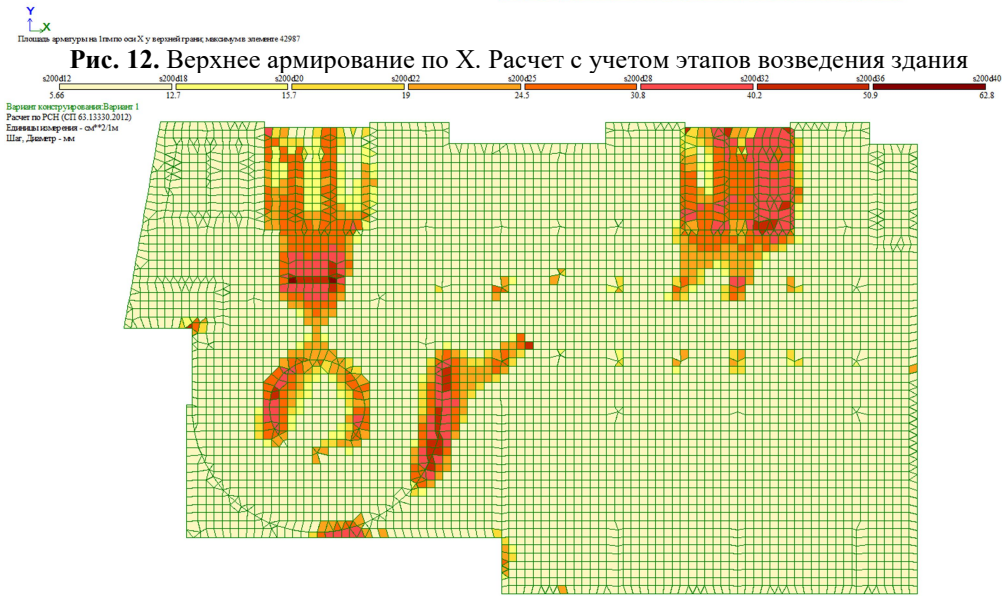 Y
X
Площадь арматуры на 1пм по оси X у верхней грани; максимум в элементе 42987
Рис. 12. Верхнее армирование по X. Расчет с учетом этапов возведения здания
s200d12 s200d18 s200d20 s200d22 s200d25 s200d28 s200d32 s200d36 s200d40
5.66 12.7 15.7 19 24.5 30.8 40.2 50.9 62.8
Вариант конструирования:Вариант 1
Расчет по РСН (СП 63.13330.2012)
Единицы измерения - см**2/1м
Шаг, Диаметр - мм